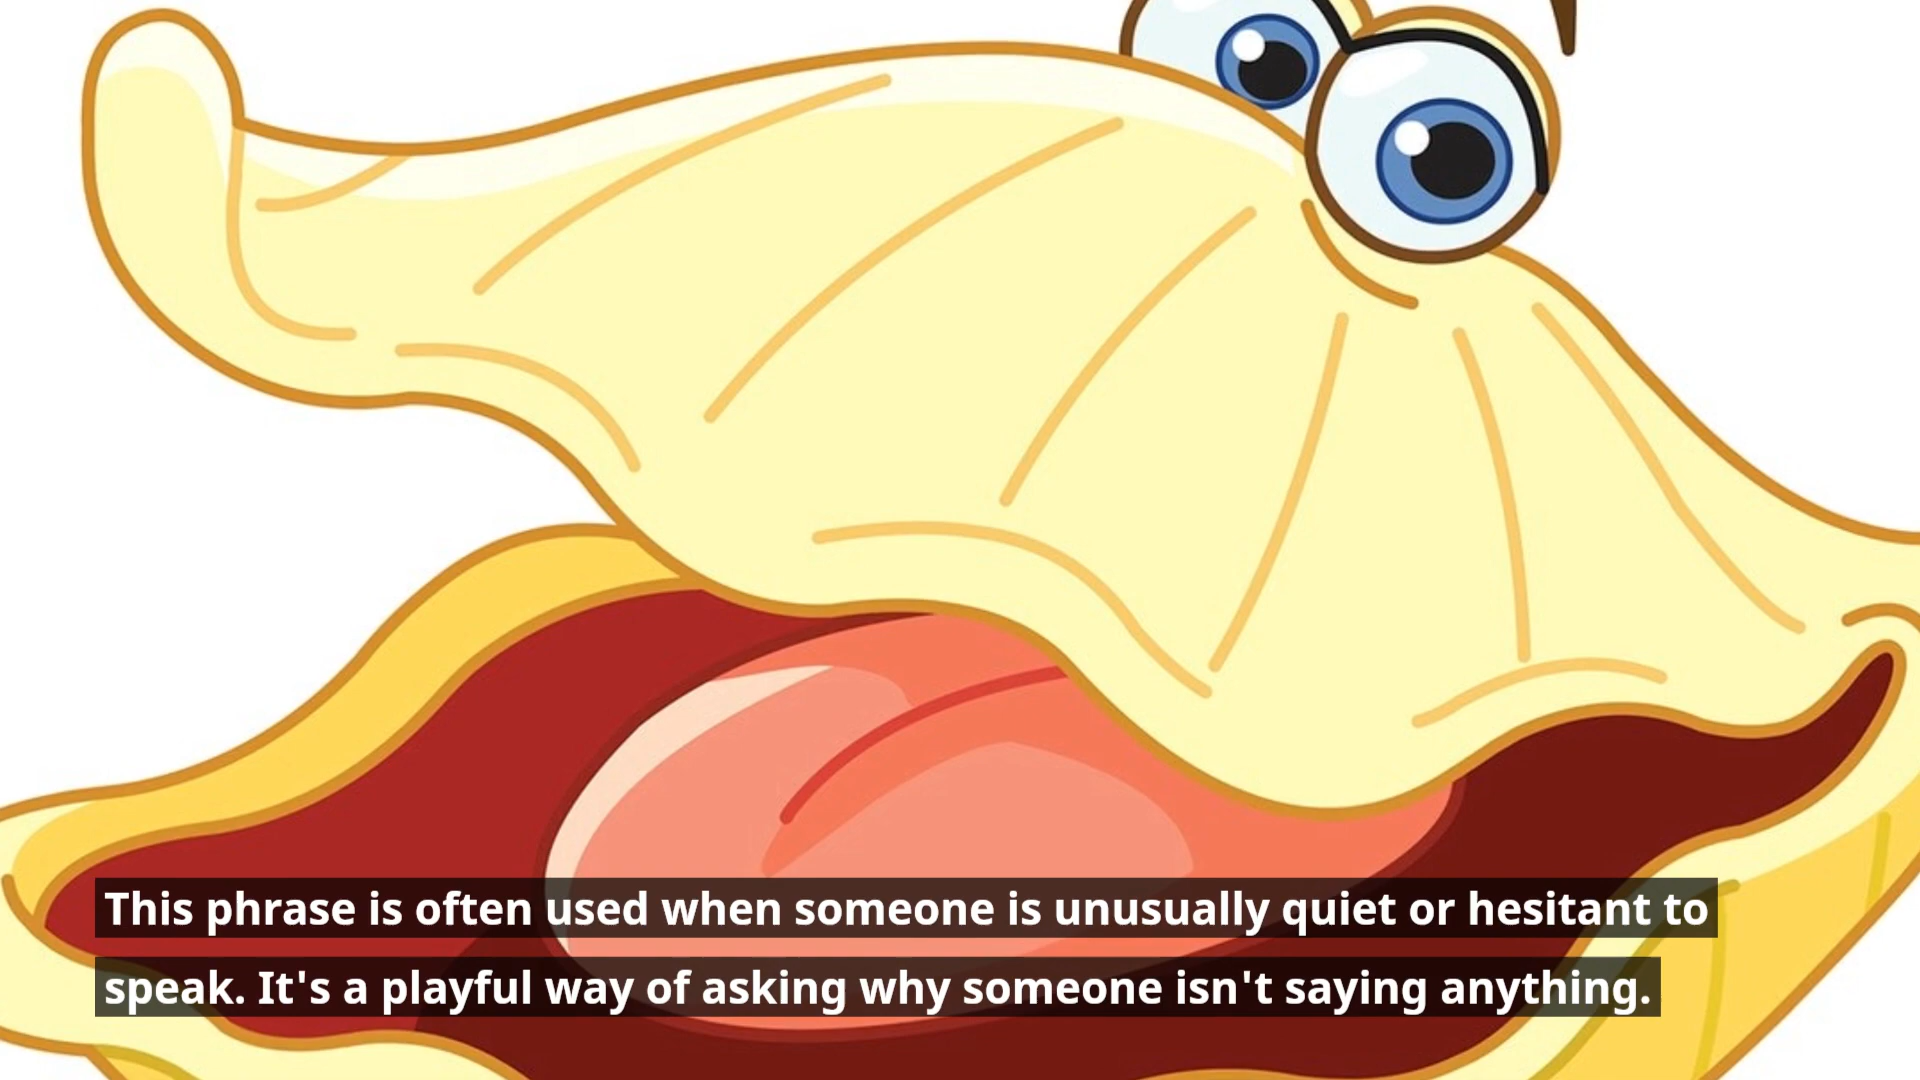 This phrase is often used when someone is unusually quiet or hesitant to
speak. It's a playful way of asking why someone isn't saying anything.